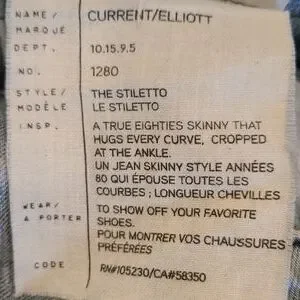 NAME / CURRENT/ELLIOTT
MARQUE
DEPT. 10.15.9.5
NO. 1280
STYLE / THE STILETTO
MODÈLE LE STILETTO
INSP. A TRUE EIGHTIES SKINNY THAT
HUGS EVERY CURVE, CROPPED
AT THE ANKLE.
UN JEAN SKINNY STYLE ANNÉES
80 QUI ÉPOUSE TOUTES LES
COURBES ; LONGUEUR CHEVILLES
WEAR/ TO SHOW OFF YOUR FAVORITE
A PORTER SHOES.
POUR MONTRER VOS CHAUSSURES
PRÉFÉRÉES
CODE RN#105230/CA#58350